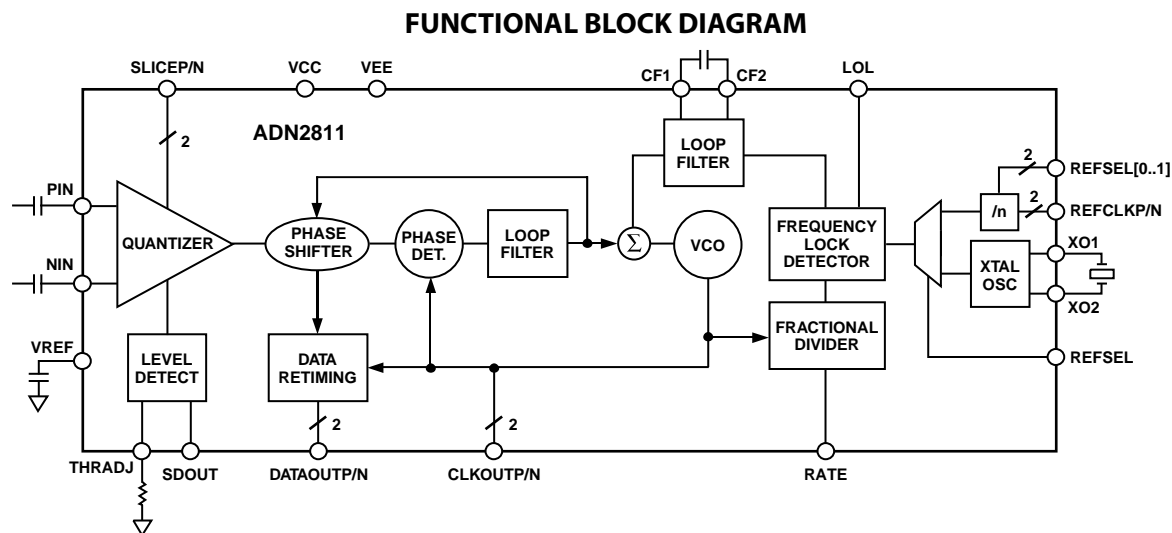 FUNCTIONAL BLOCK DIAGRAM
SLICEP/N
VCC
VEE
CF1
CF2
LOL
ADN2811
2
LOOP
FILTER
2
REFSEL[0..1]
PIN
/n
2
REFCLKP/N
QUANTIZER
PHASE
SHIFTER
PHASE
DET.
LOOP
FILTER
Σ
VCO
FREQUENCY
LOCK
DETECTOR
XTAL
OSC
XO1
XO2
NIN
VREF
LEVEL
DETECT
DATA
RETIMING
FRACTIONAL
DIVIDER
REFSEL
2
2
THRADJ
SDOUT
DATAOUTP/N
CLKOUTP/N
RATE